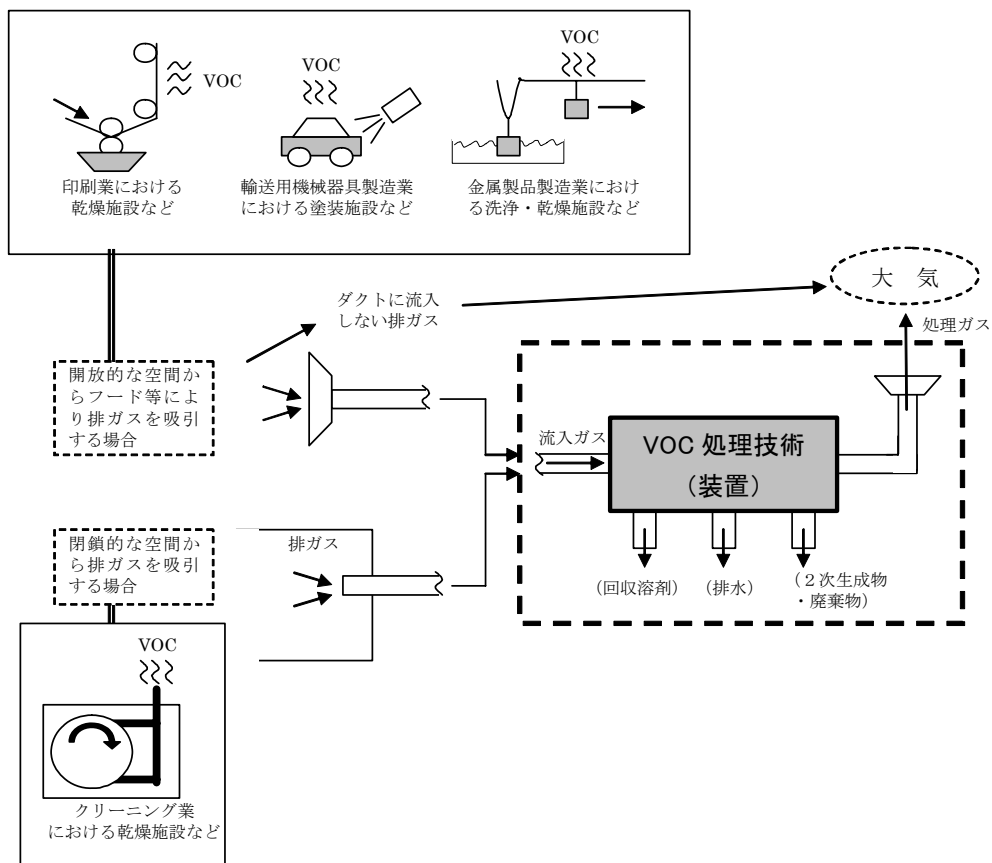 VOC
VOC
VOC
印刷業における
乾燥施設など
輸送用機械器具製造業
における塗装施設など
金属製品製造業におけ
る洗浄・乾燥施設など
大　気
ダクトに流入
しない排ガス
処理ガス
開放的な空間か
らフード等によ
り排ガスを吸引
する場合
流入ガス
VOC 処理技術
（装置）
閉鎖的な空間か
ら排ガスを吸引
する場合
排ガス
（回収溶剤）
（排水）
（２次生成物
・廃棄物）
VOC
クリーニング業
における乾燥施設など